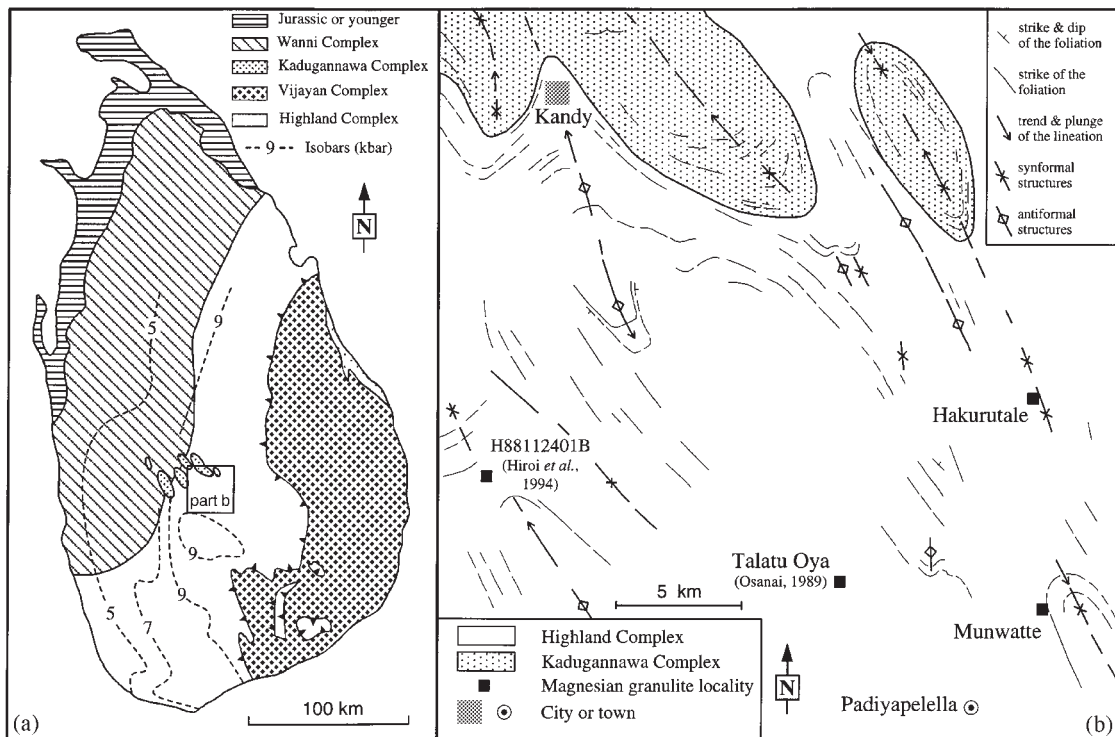 Jurassic or younger
Wanni Complex
Kadugannawa Complex
Vijayan Complex
Highland Complex
9 Isobars (kbar)
N
5
9
part b
9
5
7
9
100 km
(a)
strike & dip
of the foliation
strike of the
foliation
trend & plunge
of the lineation
synformal
structures
antiformal
structures
Kandy
Hakurutale
H88112401B
(Hiroi et al.,
1994)
Talatu Oya
(Osanai, 1989)
5 km
Munwatte
Padiyapelella
Highland Complex
Kadugannawa Complex
Magnesian granulite locality
City or town
N
(b)